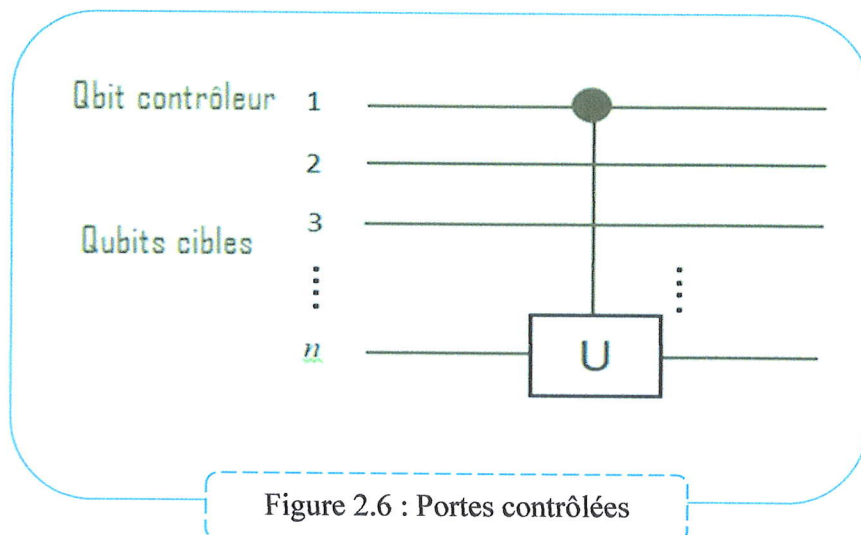 Qbit contrôleur 1
2
3
Qubits cibles
n
U
Figure 2.6 : Portes contrôlées